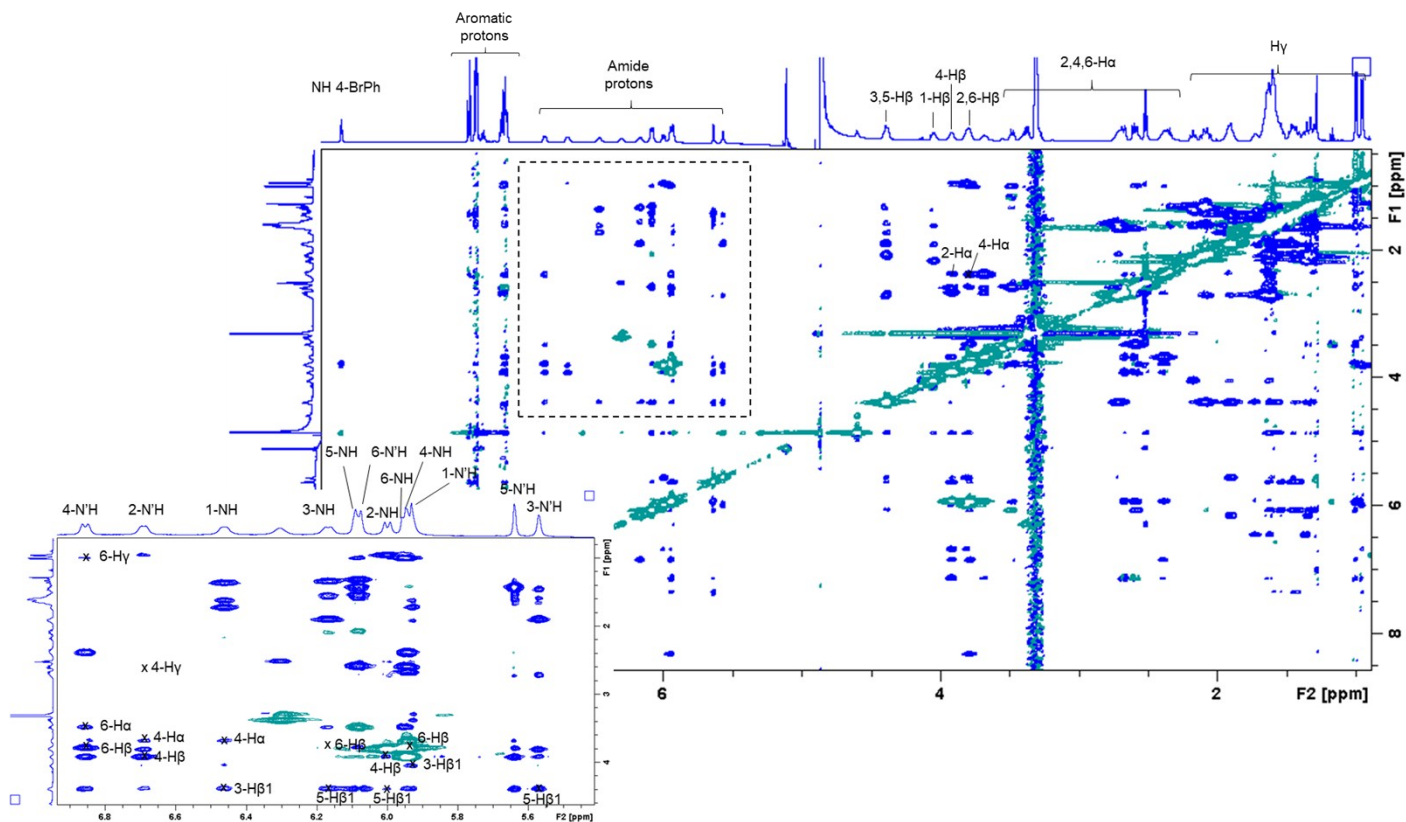 Aromatic
protons
Amide
protons
NH 4-BrPh
3,5-Hβ
1-Hβ
4-Hβ
2,6-Hβ
2,4,6-Hα
Hγ
F1 [ppm]
2
4
6
8
2-Hα
4-Hα
6
4
2
F2 [ppm]
4-N'H
2-N'H
1-NH
3-NH
5-NH
6-N'H
2-NH
6-NH
4-NH
1-N'H
5-N'H
3-N'H
F1 [ppm]
1
2
3
4
6-Hγ
4-Hγ
6-Hα
4-Hα
4-Hα
6-Hβ
4-Hβ
6-Hβ
6-Hβ
4-Hβ
3-Hβ1
3-Hβ1
5-Hβ1
5-Hβ1
5-Hβ1
6.8
6.6
6.4
6.2
6.0
5.8
5.6
F2 [ppm]